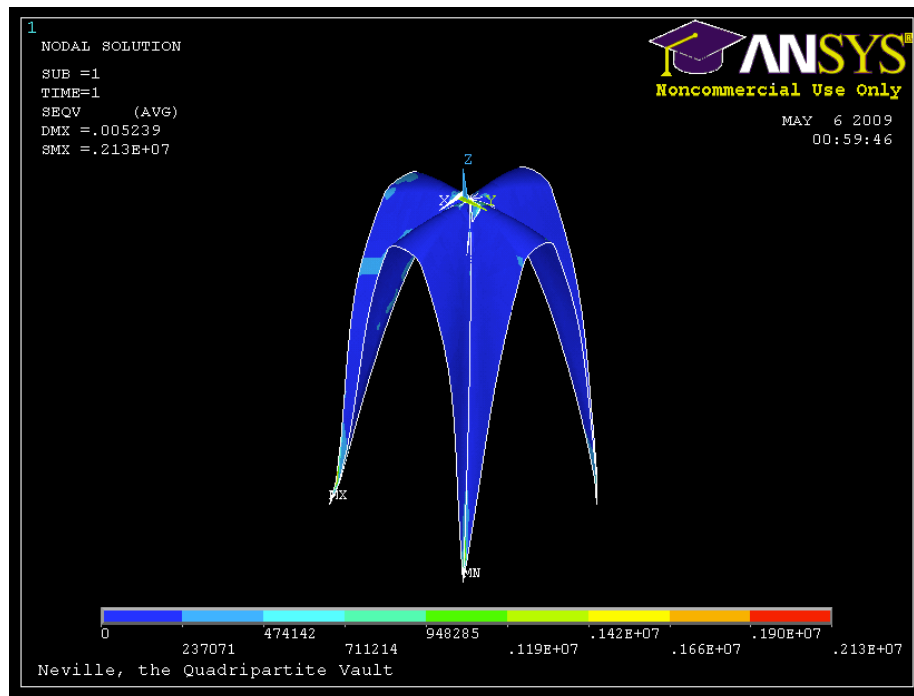 1
NODAL SOLUTION
SUB =1
TIME=1
SEQV (AVG)
DMX =.005239
SMX =.213E+07
ANSYS®
Noncommercial Use Only
MAY 6 2009
00:59:46
Z
X Y
MX
MN
0 474142 948285 .142E+07 .190E+07
237071 711214 .119E+07 .166E+07 .213E+07
Neville, the Quadripartite Vault